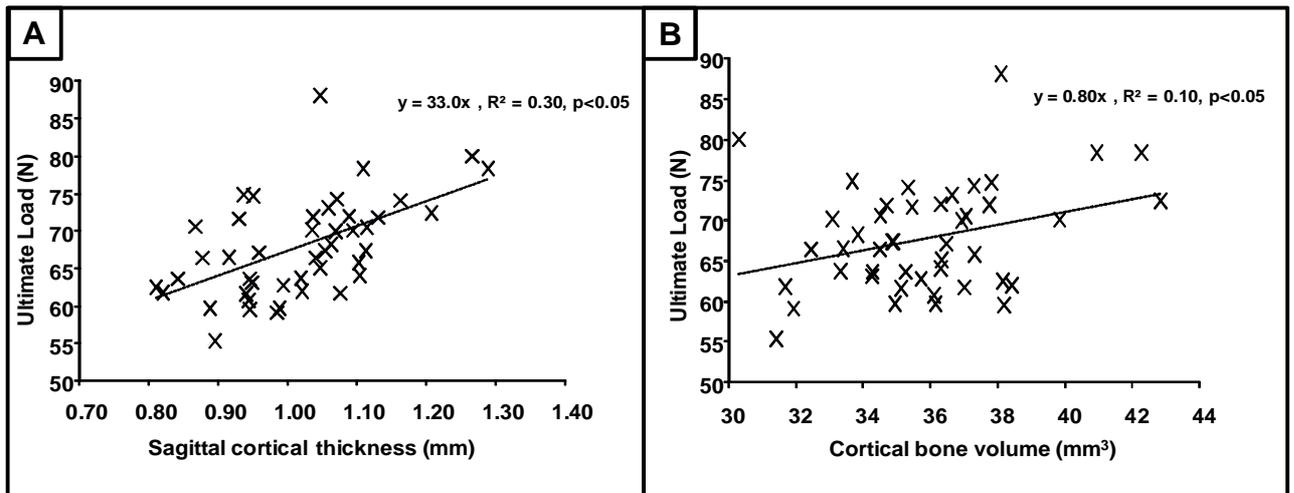 A
90
85
80
75
70
65
60
55
50
Ultimate Load (N)
y = 33.0x , R² = 0.30, p<0.05
0.70 0.80 0.90 1.00 1.10 1.20 1.30 1.40
Sagittal cortical thickness (mm)
B
90
85
80
75
70
65
60
55
50
Ultimate Load (N)
y = 0.80x , R² = 0.10, p<0.05
30 32 34 36 38 40 42 44
Cortical bone volume (mm³)